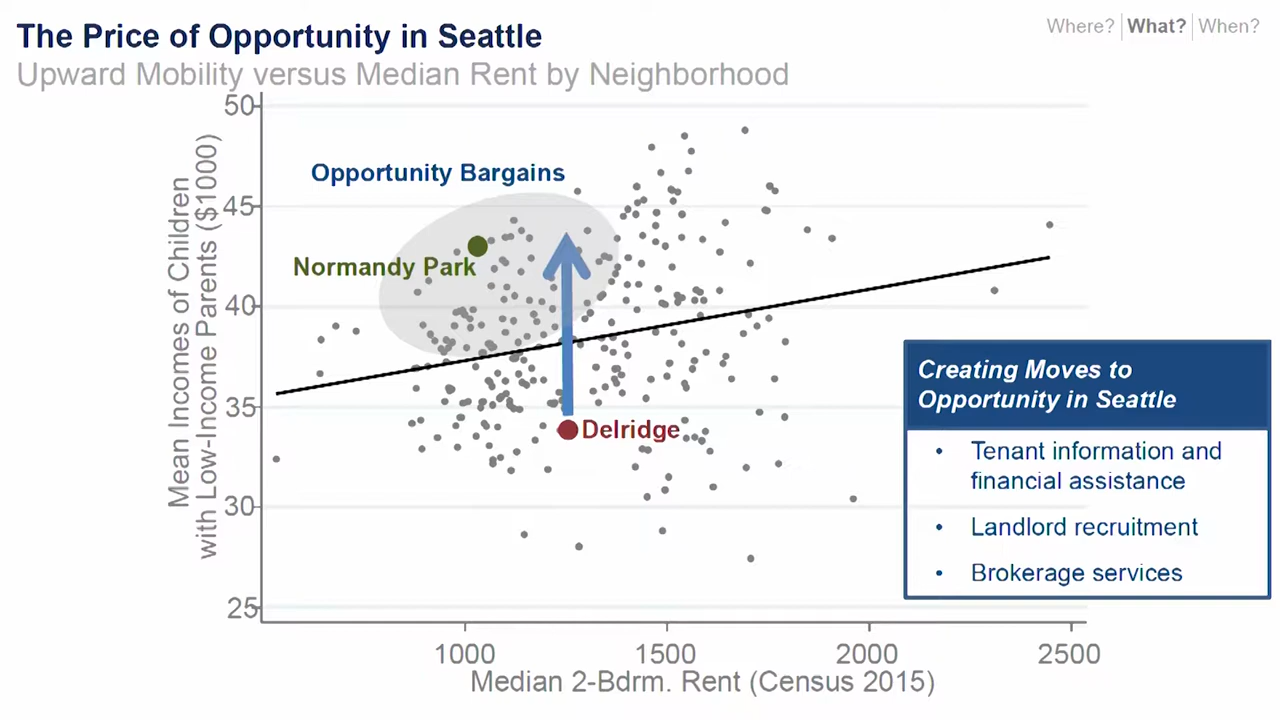 The Price of Opportunity in Seattle
Where? | What? | When?
Upward Mobility versus Median Rent by Neighborhood
Mean Incomes of Children
with Low-Income Parents ($1000)
50
45
40
35
30
25
Opportunity Bargains
Normandy Park
Delridge
Creating Moves to
Opportunity in Seattle
• Tenant information and
financial assistance
• Landlord recruitment
• Brokerage services
1000
1500
2000
2500
Median 2-Bdrm. Rent (Census 2015)